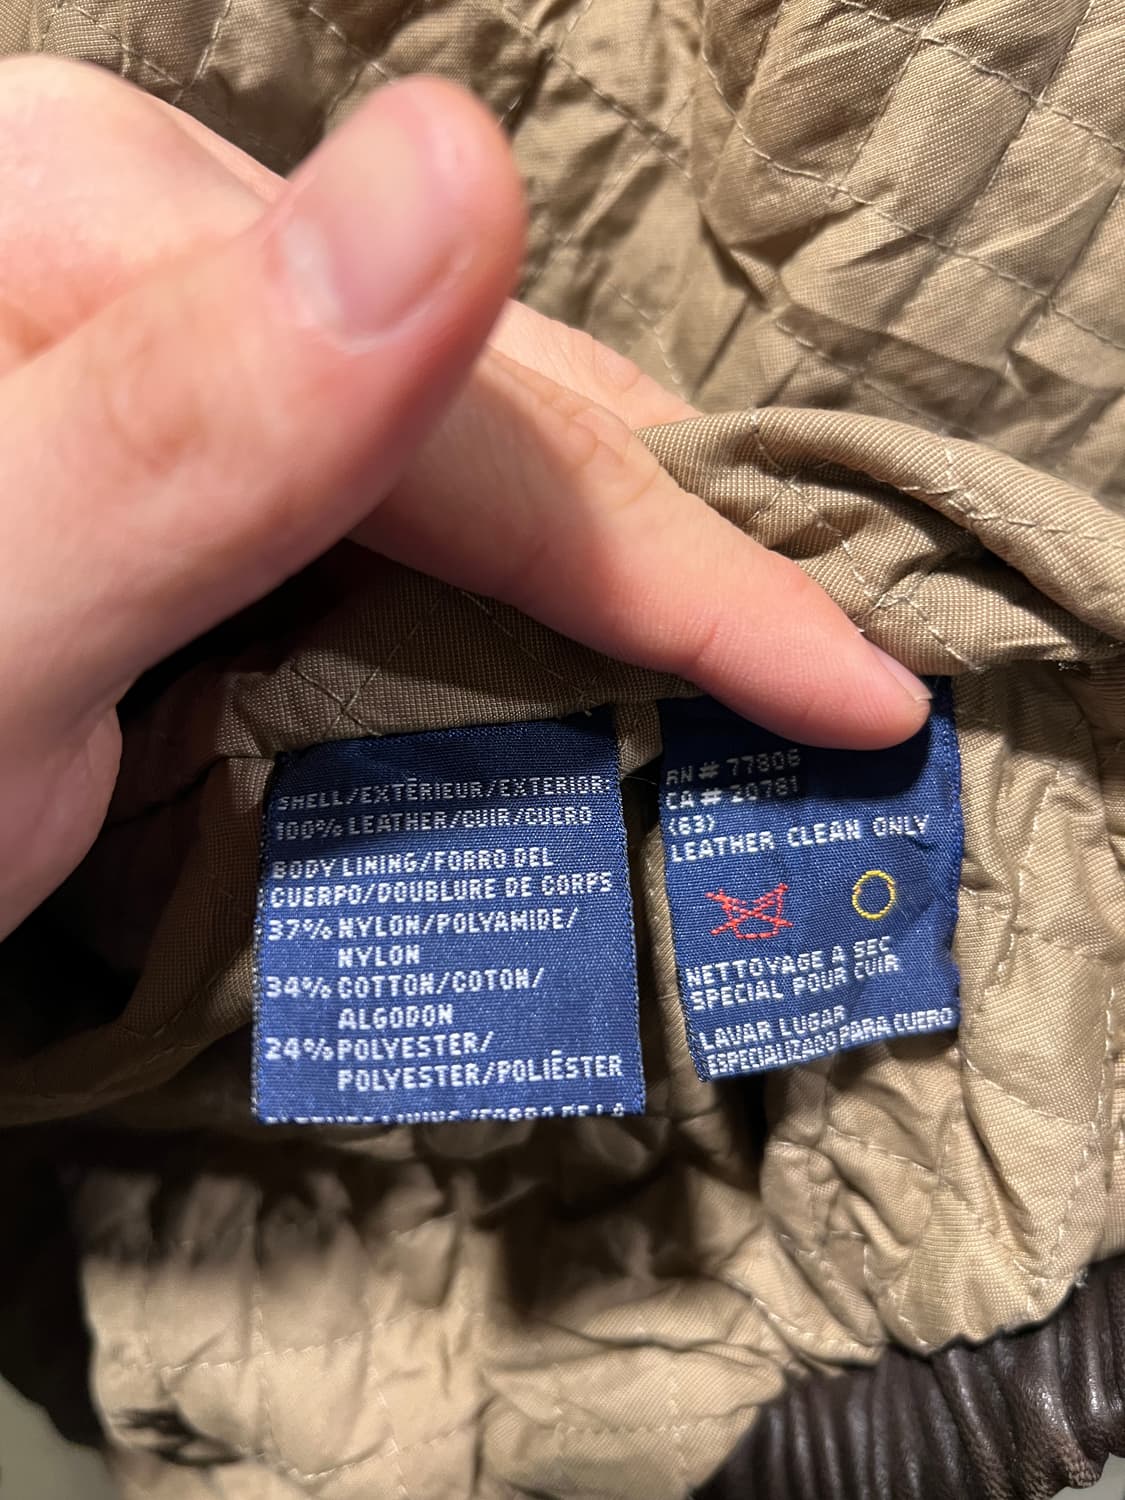 SHELL/EXTÉRIEUR/EXTERIOR:
100% LEATHER/CUIR/CUERO
BODY LINING/FORRO DEL
CUERPO/DOUBLURE DE CORPS
37% NYLON/POLYAMIDE/
NYLON
34% COTTON/COTON/
ALGODON
24% POLYESTER/
POLYESTER/POLIÉSTER
RN # 77806
CA # 20781
(63)
LEATHER CLEAN ONLY
NETTOYAGE A SEC
SPECIAL POUR CUIR
LAVAR LUGAR
ESPECIALIZADO PARA CUERO